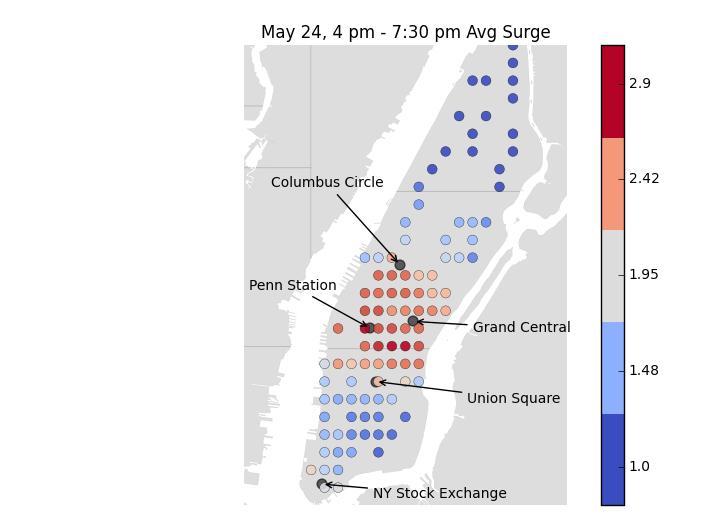 May 24, 4 pm - 7:30 pm Avg Surge
2.9
2.42
Columbus Circle
Penn Station
1.95
Grand Central
1.48
Union Square
1.0
NY Stock Exchange